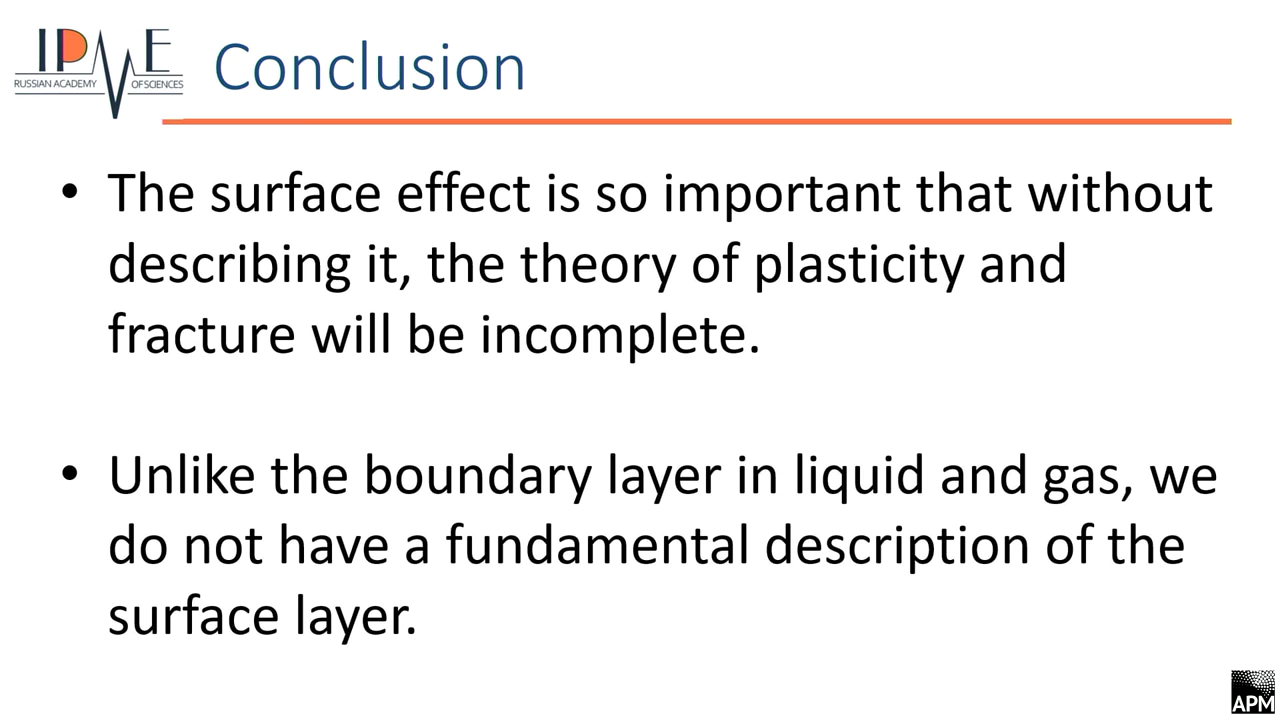 IPME
RUSSIAN ACADEMY OF SCIENCES
Conclusion
• The surface effect is so important that without
describing it, the theory of plasticity and
fracture will be incomplete.
• Unlike the boundary layer in liquid and gas, we
do not have a fundamental description of the
surface layer.
APM